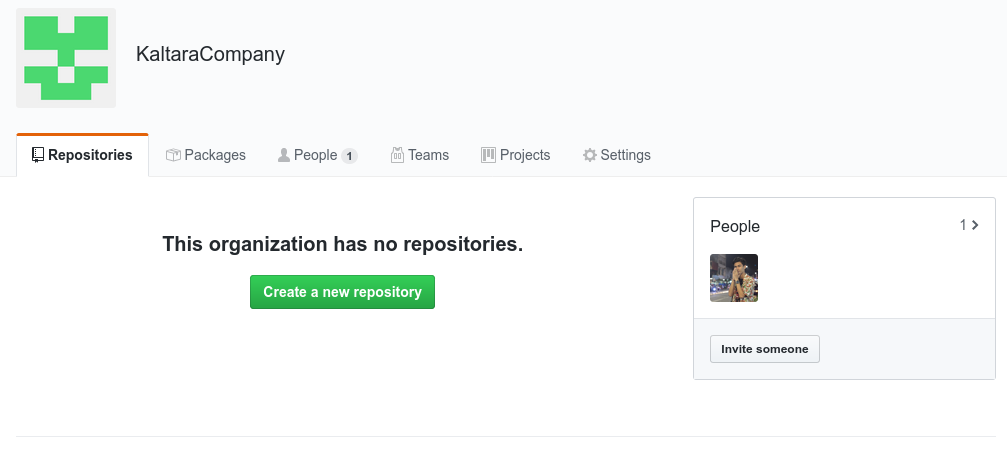 KaltaraCompany
Repositories Packages People 1 Teams Projects Settings
This organization has no repositories.
Create a new repository
People 1
Invite someone